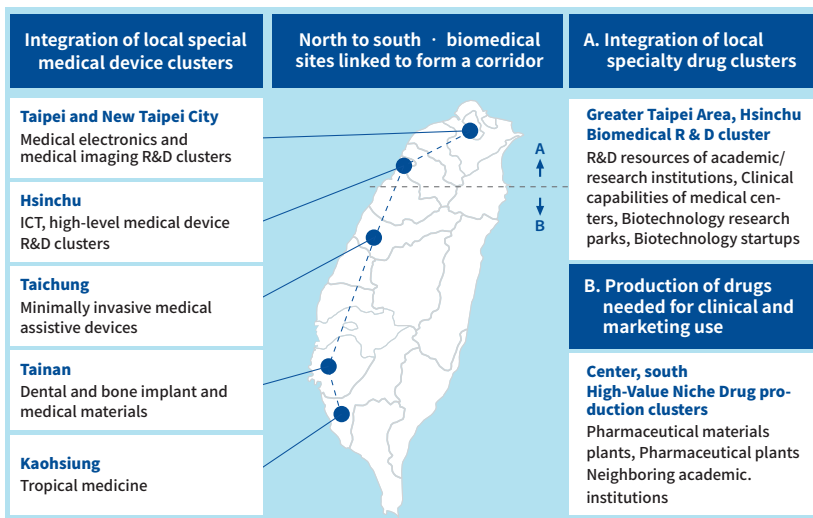 Integration of local special
medical device clusters
Taipei and New Taipei City
Medical electronics and
medical imaging R&D clusters
Hsinchu
ICT, high-level medical device
R&D clusters
Taichung
Minimally invasive medical
assistive devices
Tainan
Dental and bone implant and
medical materials
Kaohsiung
Tropical medicine
North to south · biomedical
sites linked to form a corridor
A
B
A. Integration of local
specialty drug clusters
Greater Taipei Area, Hsinchu
Biomedical R & D cluster
R&D resources of academic/
research institutions, Clinical
capabilities of medical cen-
ters, Biotechnology research
parks, Biotechnology startups
B. Production of drugs
needed for clinical and
marketing use
Center, south
High-Value Niche Drug pro-
duction clusters
Pharmaceutical materials
plants, Pharmaceutical plants
Neighboring academic.
institutions